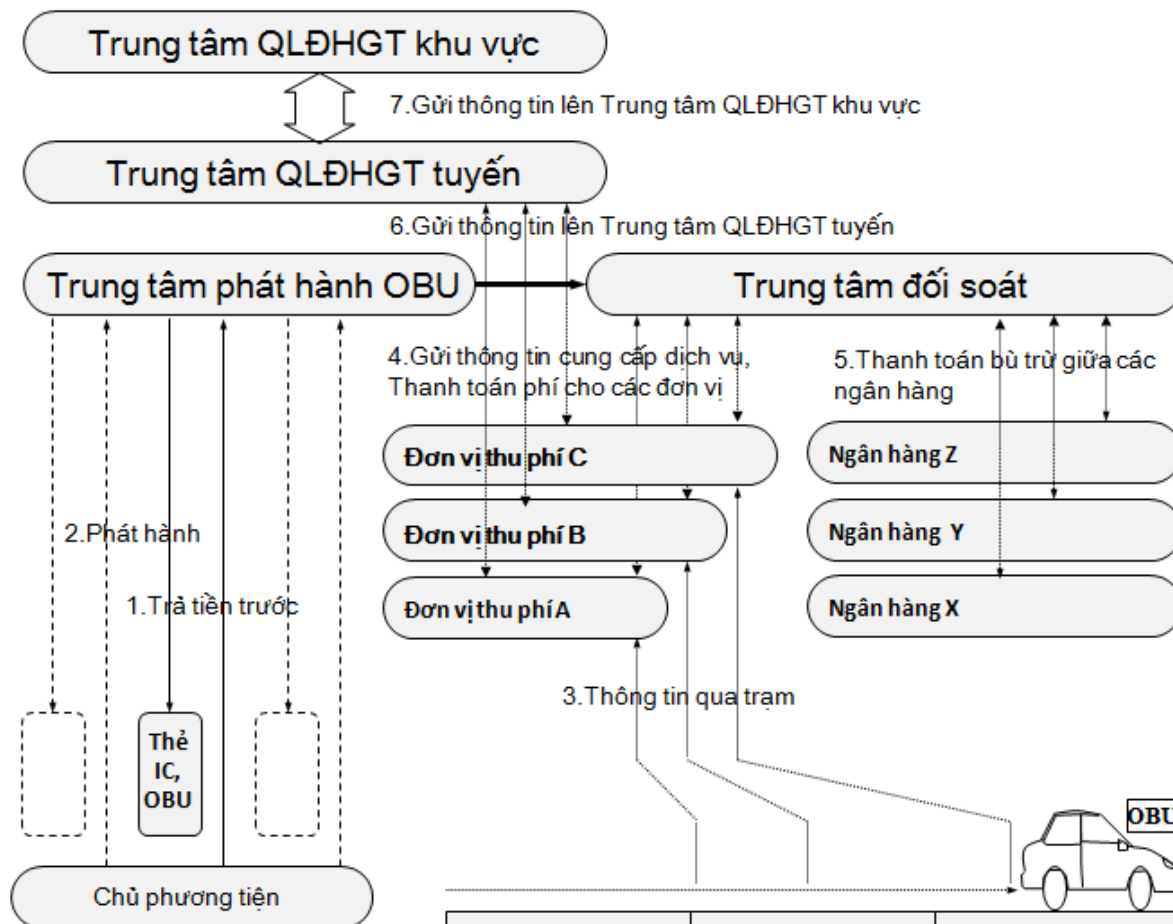 Trung tâm QLĐHGT khu vực
7.Gửi thông tin lên Trung tâm QLĐHGT khu vực
Trung tâm QLĐHGT tuyến
6.Gửi thông tin lên Trung tâm QLĐHGT tuyến
Trung tâm phát hành OBU
Trung tâm đối soát
4.Gửi thông tin cung cấp dịch vụ,
Thanh toán phí cho các đơn vị
5.Thanh toán bù trừ giữa các
ngân hàng
Đơn vị thu phí C
Ngân hàng Z
2.Phát hành
Đơn vị thu phí B
Ngân hàng Y
1.Trả tiền trước
Đơn vị thu phí A
Ngân hàng X
3.Thông tin qua trạm
Thẻ
IC,
OBU
OBU
Chủ phương tiện